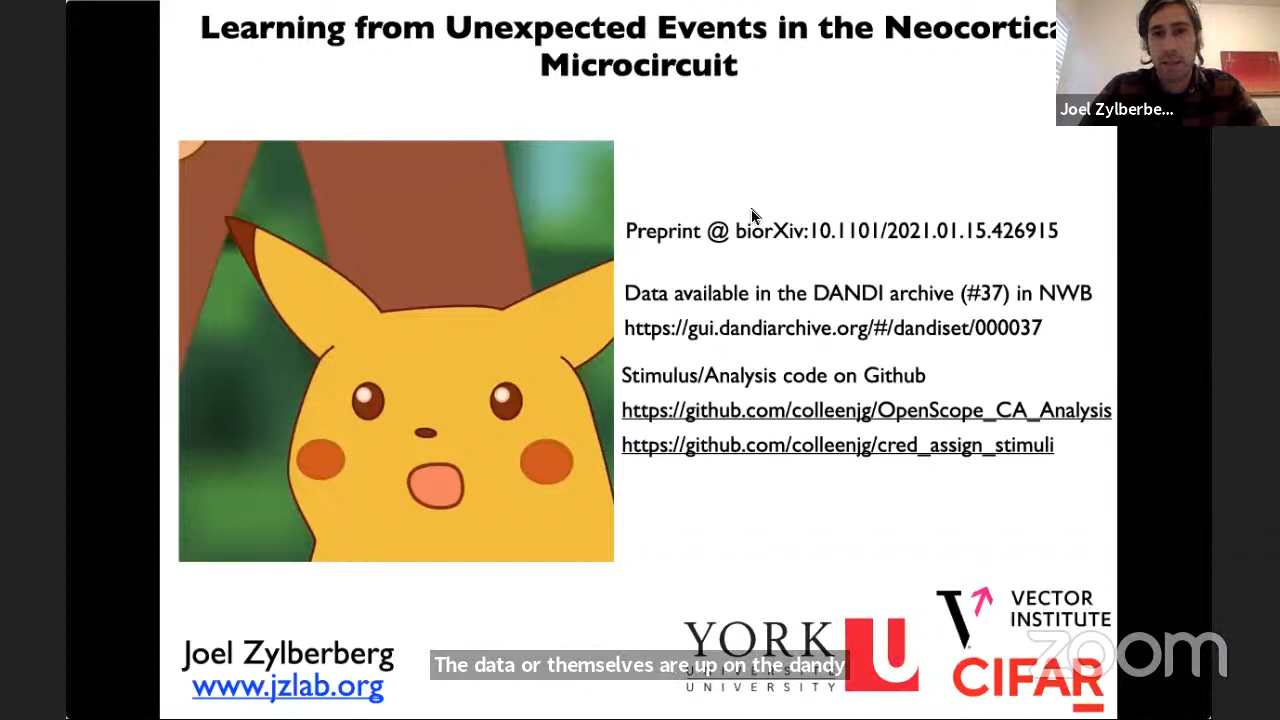 Learning from Unexpected Events in the Neocortica
Microcircuit
Joel Zylberbe...
Preprint @ biorXiv:10.1101/2021.01.15.426915
Data available in the DANDI archive (#37) in NWB
https://gui.dandiarchive.org/#/dandiset/000037
Stimulus/Analysis code on Github
https://github.com/colleenjg/OpenScope_CA_Analysis
https://github.com/colleenjg/cred_assign_stimuli
Joel Zylberberg
www.jzlab.org
The data or themselves are up on the dandy
YORK
UNIVERSITY
U
VECTOR
INSTITUTE
CIFAR
zoom